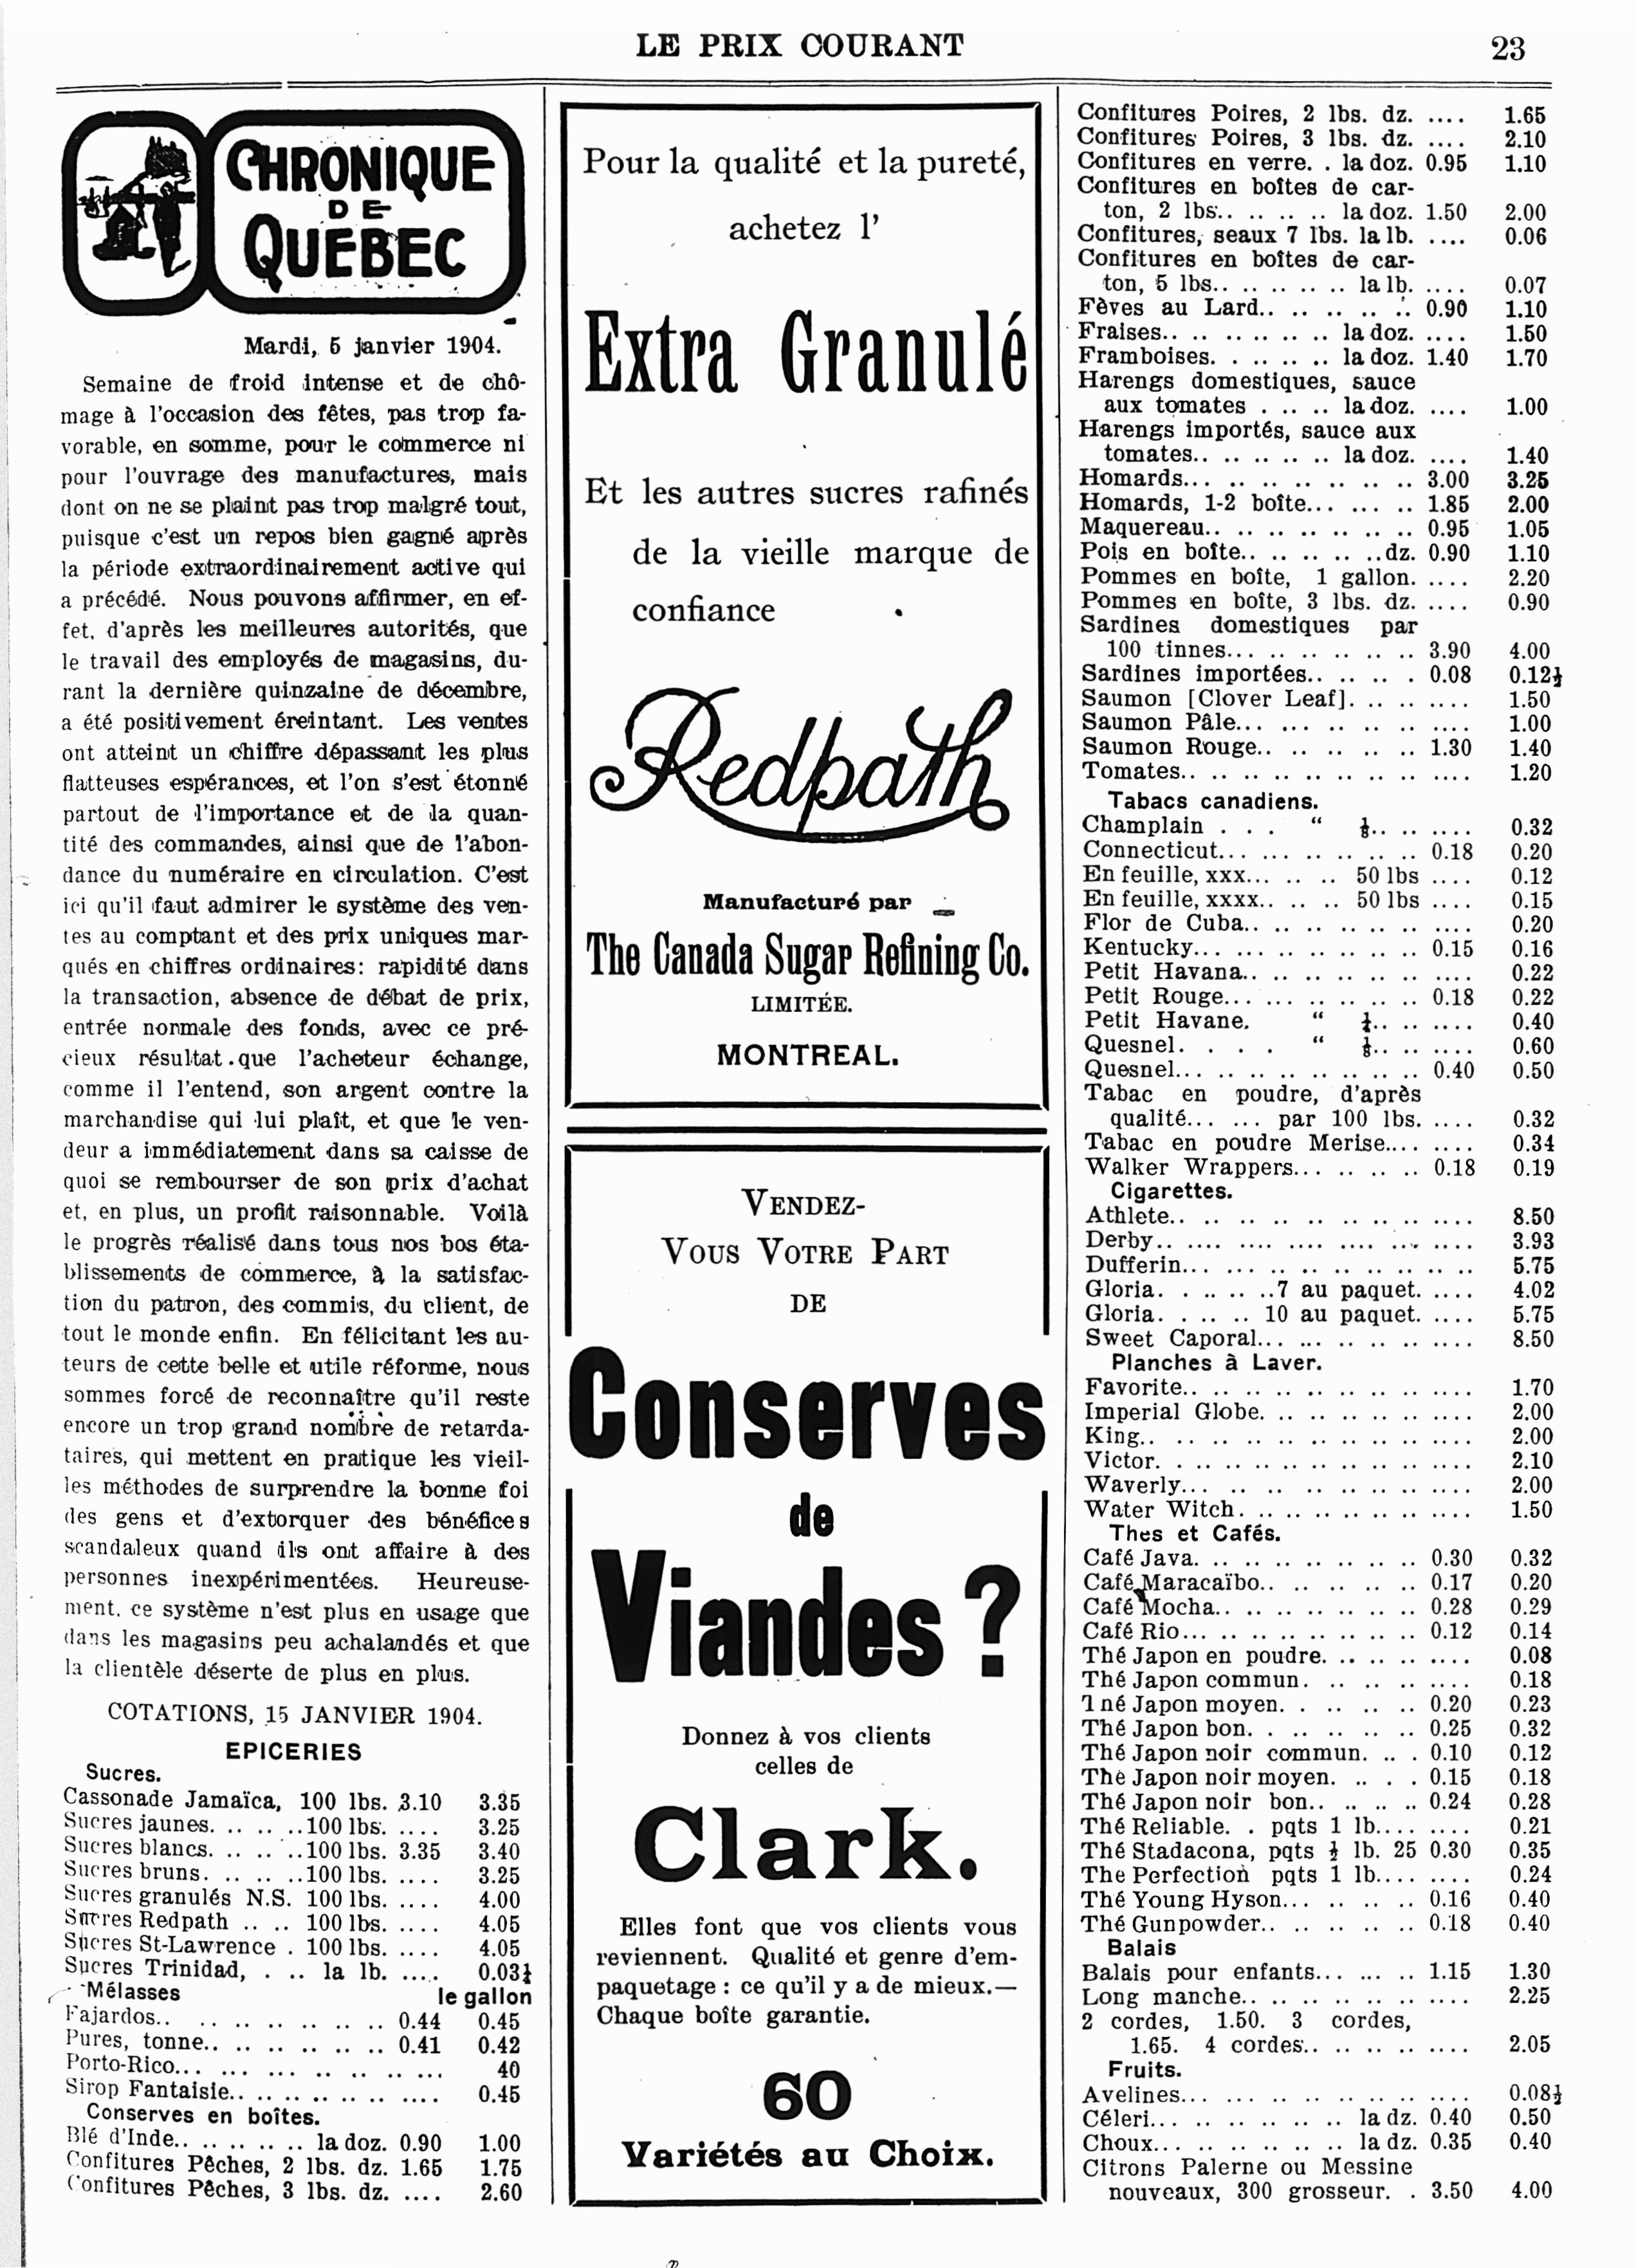 LE PRIX COURANT
23
CHRONIQUE
DE
QUEBEC
Mardi, 5 janvier 1904.
Semaine de froid intense et de chô-
mage à l'occasion des fêtes, pas trop fa-
vorable, en somme, pour le commerce ni
pour l'ouvrage des manufactures, mais
dont on ne se plaint pas trop malgré tout,
puisque c'est un repos bien gagné après
la période extraordinairement active qui
a précédé. Nous pouvons affirmer, en ef-
fet, d'après les meilleures autorités, que
le travail des employés de magasins, du-
rant la dernière quinzaine de décembre,
a été positivement éreintant. Les ventes
ont atteint un chiffre dépassant les plus
flatteuses espérances, et l'on s'est étonné
partout de l'importance et de la quan-
tité des commandes, ainsi que de l'abon-
dance du numéraire en circulation. C'est
ici qu'il faut admirer le système des ven-
tes au comptant et des prix uniques mar-
qués en chiffres ordinaires: rapidité dans
la transaction, absence de débat de prix,
entrée normale des fonds, avec ce pré-
cieux résultat que l'acheteur échange,
comme il l'entend, son argent contre la
marchandise qui lui plaît, et que le ven-
deur a immédiatement dans sa caisse de
quoi se rembourser de son prix d'achat
et, en plus, un profit raisonnable. Voilà
le progrès réalisé dans tous nos bos éta-
blissements de commerce, à la satisfac-
tion du patron, des commis, du client, de
tout le monde enfin. En félicitant les au-
teurs de cette belle et utile réforme, nous
sommes forcé de reconnaître qu'il reste
encore un trop grand nombre de retarda-
taires, qui mettent en pratique les vieil-
les méthodes de surprendre la bonne foi
des gens et d'extorquer des bénéfices
scandaleux quand ils ont affaire à des
personnes inexpérimentées. Heureuse-
ment, ce système n'est plus en usage que
dans les magasins peu achalandés et que
la clientèle déserte de plus en plus.
COTATIONS, 15 JANVIER 1904.
EPICERIES
Sucres.
Cassonade Jamaïca, 100 lbs. 3.10 3.35
Sucres jaunes. .. .. ..100 lbs. .... 3.25
Sucres blancs. .. .. ..100 lbs. 3.35 3.40
Sucres bruns. .. .. ..100 lbs. .... 3.25
Sucres granulés N.S. 100 lbs. .... 4.00
Sucres Redpath .. .. 100 lbs. .... 4.05
Sucres St-Lawrence . 100 lbs. .... 4.05
Sucres Trinidad, . .. la lb. .... 0.03½
Mélasses le gallon
Fajardos.. .. .. .. .. .. .. 0.44 0.45
Pures, tonne.. .. .. .. .. .. 0.41 0.42
Porto-Rico... ... ... .. .. .. ... 40
Sirop Fantaisie.. .. .. .. .. .... 0.45
Conserves en boîtes.
Blé d'Inde.. .. .. .. .. la doz. 0.90 1.00
Confitures Pêches, 2 lbs. dz. 1.65 1.75
Confitures Pêches, 3 lbs. dz. .... 2.60
Pour la qualité et la pureté,
achetez l'
Extra Granulé
Et les autres sucres rafinés
de la vieille marque de
confiance
Redpath
Manufacturé par
The Canada Sugar Refining Co.
LIMITÉE.
MONTREAL.
VENDEZ-
VOUS VOTRE PART
DE
Conserves
de
Viandes ?
Donnez à vos clients
celles de
Clark.
Elles font que vos clients vous
reviennent. Qualité et genre d'em-
paquetage : ce qu'il y a de mieux.—
Chaque boîte garantie.
60
Variétés au Choix.
Confitures Poires, 2 lbs. dz. .... 1.65
Confitures Poires, 3 lbs. dz. .... 2.10
Confitures en verre. . la doz. 0.95 1.10
Confitures en boîtes de car-
ton, 2 lbs.. .. .. .. la doz. 1.50 2.00
Confitures, seaux 7 lbs. la lb. .... 0.06
Confitures en boîtes de car-
ton, 5 lbs.. .. .. .. .. la lb. .... 0.07
Fèves au Lard.. .. .. .. .. 0.90 1.10
Fraises.. .. .. .. .. .. la doz. .... 1.50
Framboises. . .. .. .. la doz. 1.40 1.70
Harengs domestiques, sauce
aux tomates . .. .. la doz. .... 1.00
Harengs importés, sauce aux
tomates.. .. .. .. .. la doz. .... 1.40
Homards... .. .. .. .. .. .. 3.00 3.25
Homards, 1-2 boîte... ... .. .. 1.85 2.00
Maquereau.. .. .. .. .. .. .. 0.95 1.05
Pois en boîte.. .. .. .. ..dz. 0.90 1.10
Pommes en boîte, 1 gallon. .... 2.20
Pommes en boîte, 3 lbs. dz. .... 0.90
Sardines domestiques par
100 tinnes... .. .. .. .. .. 3.90 4.00
Sardines importées.. .. .. . 0.08 0.12½
Saumon [Clover Leaf]. .. .. .... 1.50
Saumon Pâle... ... .. .. .. .... 1.00
Saumon Rouge.. .. .. .. .. 1.30 1.40
Tomates.. .. .. .. .. .. .. .... 1.20
Tabacs canadiens.
Champlain . . . “ ⅛.. .. .... 0.32
Connecticut... ... .. .. .. .. 0.18 0.20
En feuille, xxx... .. .. 50 lbs .... 0.12
En feuille, xxxx.. .. .. 50 lbs .... 0.15
Flor de Cuba.. .. .. .. .. .... 0.20
Kentucky... .. .. .. .. .. .. 0.15 0.16
Petit Havana.. .. .. .. .. .... 0.22
Petit Rouge... ... .. .. .. .. 0.18 0.22
Petit Havane. “ ¼.. .. .... 0.40
Quesnel. . . . “ ⅛.. .. .... 0.60
Quesnel... .. .. .. .. .. .. .. 0.40 0.50
Tabac en poudre, d'après
qualité... ... par 100 lbs. .... 0.32
Tabac en poudre Merise.... .... 0.34
Walker Wrappers... .. .. .. 0.18 0.19
Cigarettes.
Athlete.. .. .. .. .. .. .. .. .... 8.50
Derby.. .... .... .... .... ... .... 3.93
Dufferin... ... .. .. .. .. .. .. .. 5.75
Gloria. . .. .. ..7 au paquet. .... 4.02
Gloria. . .. .. 10 au paquet. .... 5.75
Sweet Caporal... ... .. .. .. .... 8.50
Planches à Laver.
Favorite.. .. .. .. .. .. .. .. .... 1.70
Imperial Globe. .. .. .. .. .. .... 2.00
King.. .. .. .. .. .. .. .. .. .... 2.00
Victor. . .. .. .. .. .. .. .. .... 2.10
Waverly... .. .. .. .. .. .. .... 2.00
Water Witch. .. .. .. .. .. .... 1.50
Thes et Cafés.
Café Java. .. .. .. .. .. .. .. 0.30 0.32
Café Maracaïbo.. .. .. .. .. 0.17 0.20
Café Mocha.. .. .. .. .. .. .. 0.28 0.29
Café Rio... .. .. .. .. .. .. .. 0.12 0.14
Thé Japon en poudre. .. .. .... 0.08
Thé Japon commun. .. .. .. .... 0.18
Thé Japon moyen. . .. .. .. .. 0.20 0.23
Thé Japon bon. . .. .. .. .. .. 0.25 0.32
Thé Japon noir commun. .. . 0.10 0.12
Thé Japon noir moyen. .. . . 0.15 0.18
Thé Japon noir bon.. .. .. .. 0.24 0.28
Thé Reliable. . pqts 1 lb.... .... 0.21
Thé Stadacona, pqts ½ lb. 25 0.30 0.35
The Perfection pqts 1 lb.... .... 0.24
Thé Young Hyson... .. .. .. 0.16 0.40
Thé Gunpowder.. .. .. .. .. 0.18 0.40
Balais
Balais pour enfants... ... .. 1.15 1.30
Long manche.. .. .. .. .. .... 2.25
2 cordes, 1.50. 3 cordes,
1.65. 4 cordes.. .. .. .. .... 2.05
Fruits.
Avelines... ... .. .. .. .. .. .... 0.08½
Céleri... .. .. .. .. .. la dz. 0.40 0.50
Choux... .. .. .. .. .. la dz. 0.35 0.40
Citrons Palerne ou Messine
nouveaux, 300 grosseur. . 3.50 4.00